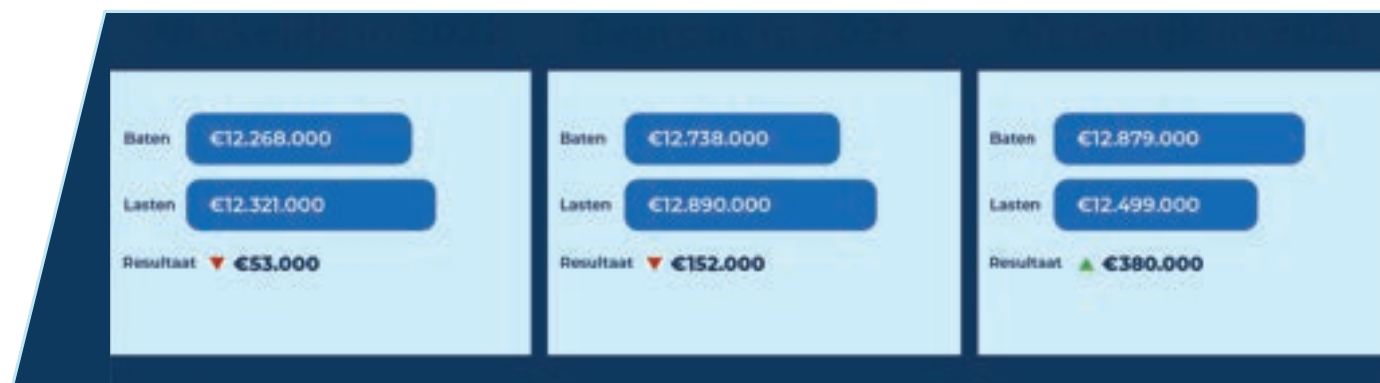 Baten €12.268.000
Lasten €12.321.000
Resultaat ▼ €53.000
Baten €12.738.000
Lasten €12.890.000
Resultaat ▼ €152.000
Baten €12.879.000
Lasten €12.499.000
Resultaat ▲ €380.000